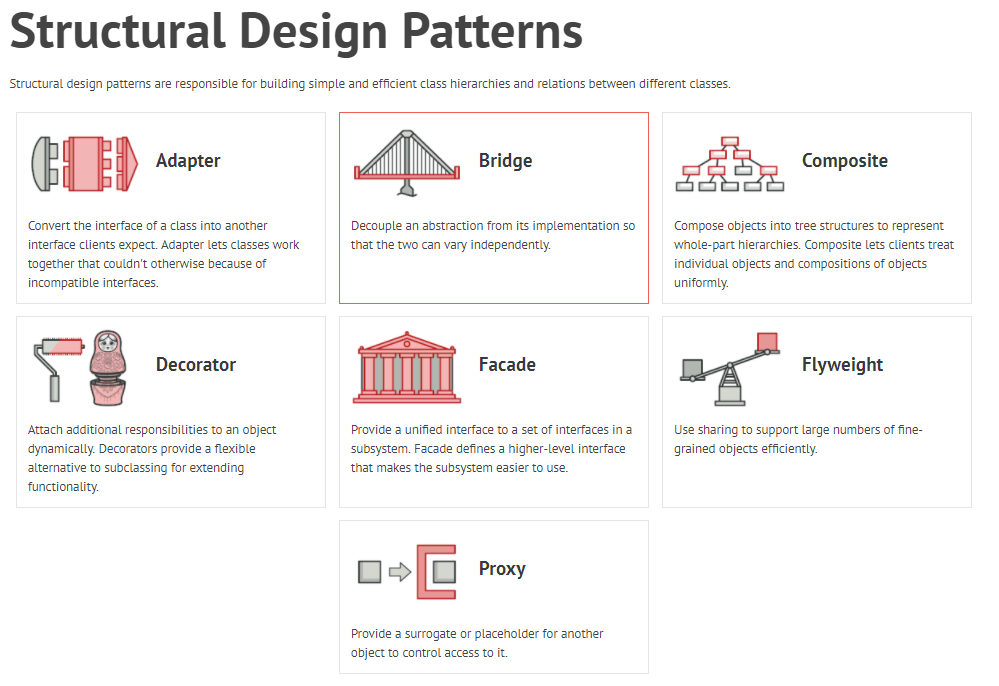 Structural Design Patterns
Structural design patterns are responsible for building simple and efficient class hierarchies and relations between different classes.
Adapter
Convert the interface of a class into another
interface clients expect. Adapter lets classes work
together that couldn't otherwise because of
incompatible interfaces.
Bridge
Decouple an abstraction from its implementation so
that the two can vary independently.
Composite
Compose objects into tree structures to represent
whole-part hierarchies. Composite lets clients treat
individual objects and compositions of objects
uniformly.
Decorator
Attach additional responsibilities to an object
dynamically. Decorators provide a flexible
alternative to subclassing for extending
functionality.
Facade
Provide a unified interface to a set of interfaces in a
subsystem. Facade defines a higher-level interface
that makes the subsystem easier to use.
Flyweight
Use sharing to support large numbers of fine-
grained objects efficiently.
Proxy
Provide a surrogate or placeholder for another
object to control access to it.